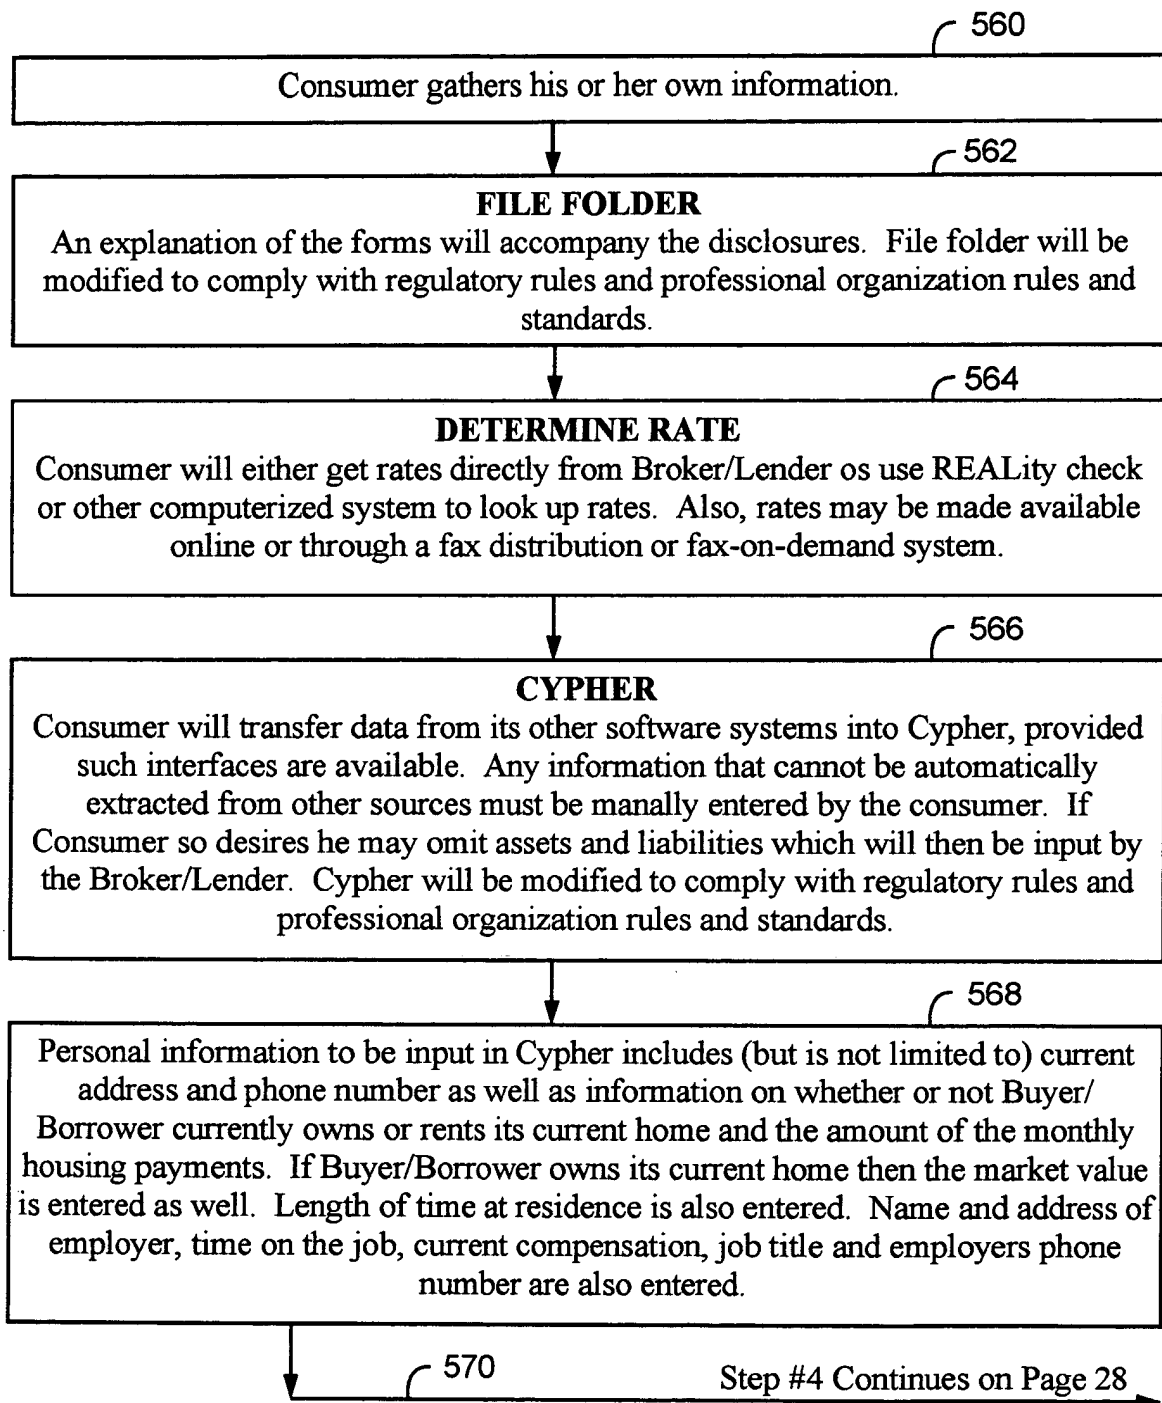 560
Consumer gathers his or her own information.
562
FILE FOLDER
An explanation of the forms will accompany the disclosures. File folder will be
modified to comply with regulatory rules and professional organization rules and
standards.
564
DETERMINE RATE
Consumer will either get rates directly from Broker/Lender os use REALity check
or other computerized system to look up rates. Also, rates may be made available
online or through a fax distribution or fax-on-demand system.
566
CYPHER
Consumer will transfer data from its other software systems into Cypher, provided
such interfaces are available. Any information that cannot be automatically
extracted from other sources must be manally entered by the consumer. If
Consumer so desires he may omit assets and liabilities which will then be input by
the Broker/Lender. Cypher will be modified to comply with regulatory rules and
professional organization rules and standards.
568
Personal information to be input in Cypher includes (but is not limited to) current
address and phone number as well as information on whether or not Buyer/
Borrower currently owns or rents its current home and the amount of the monthly
housing payments. If Buyer/Borrower owns its current home then the market value
is entered as well. Length of time at residence is also entered. Name and address of
employer, time on the job, current compensation, job title and employers phone
number are also entered.
570
Step #4 Continues on Page 28